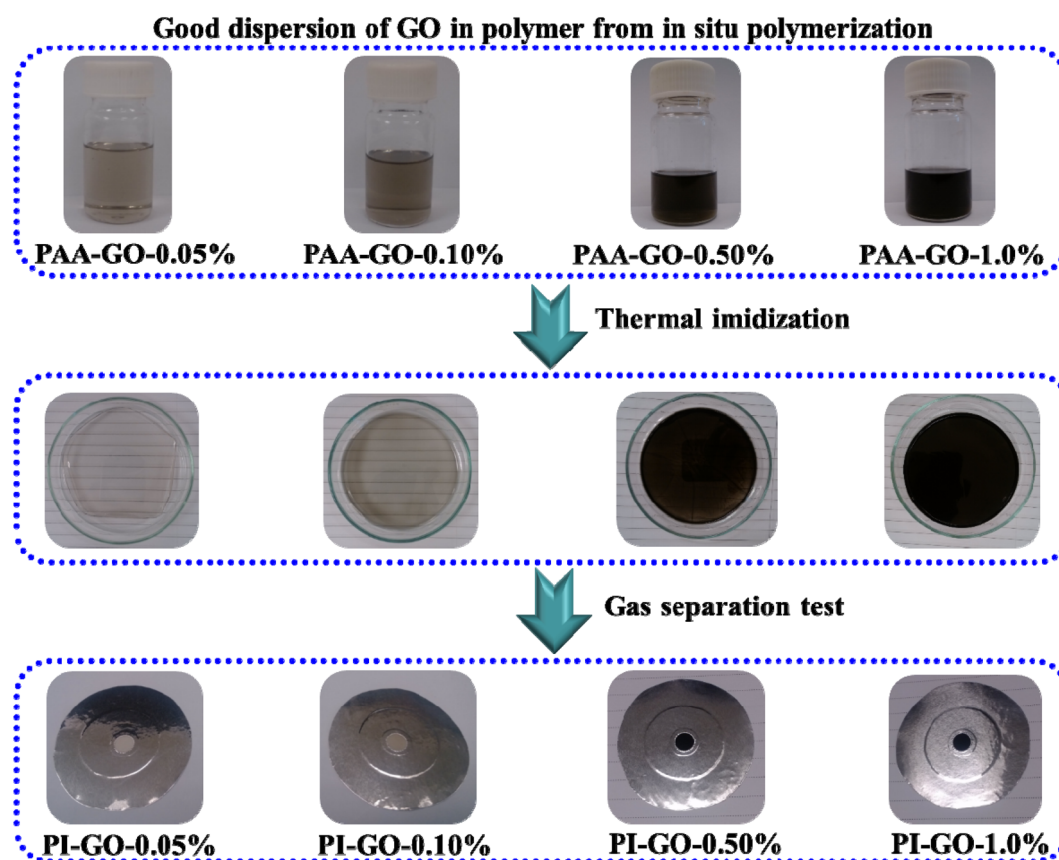 Good dispersion of GO in polymer from in situ polymerization
PAA-GO-0.05% PAA-GO-0.10% PAA-GO-0.50% PAA-GO-1.0%
Thermal imidization
Gas separation test
PI-GO-0.05% PI-GO-0.10% PI-GO-0.50% PI-GO-1.0%